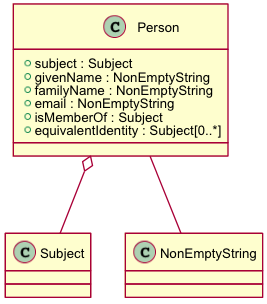 C Person
subject : Subject
givenName : NonEmptyString
familyName : NonEmptyString
email : NonEmptyString
isMemberOf : Subject
equivalentIdentity : Subject[0..*]
C Subject
C NonEmptyString